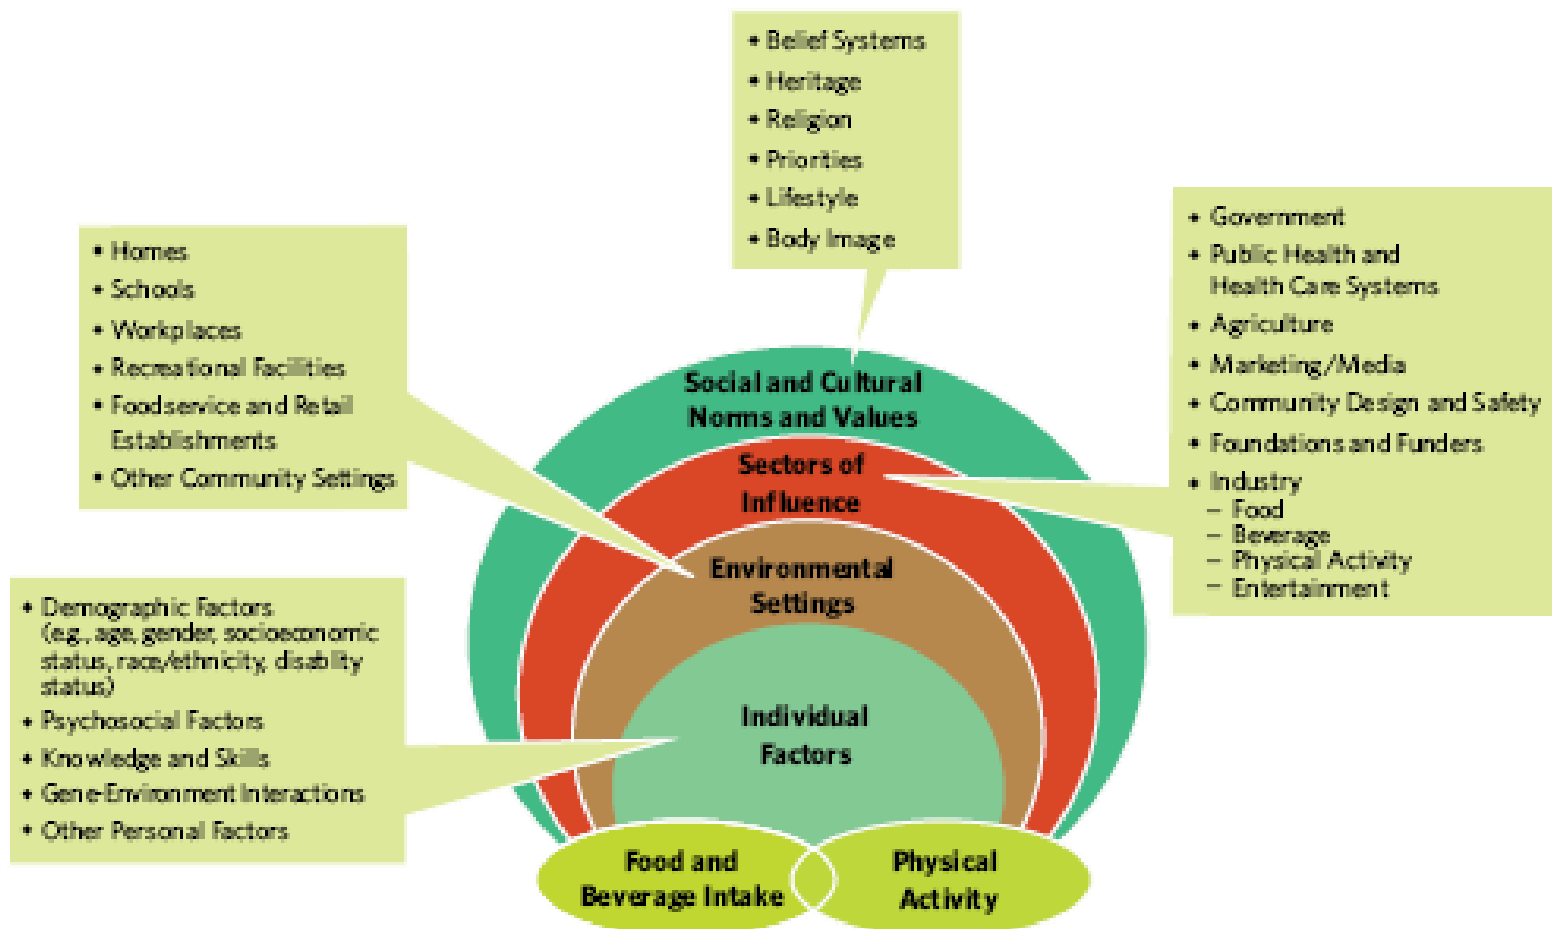 • Belief Systems
• Heritage
• Religion
• Priorities
• Lifestyle
• Body Image
• Homes
• Schools
• Workplaces
• Recreational Facilities
• Foodservice and Retail
Establishments
• Other Community Settings
• Government
• Public Health and
Health Care Systems
• Agriculture
• Marketing/Media
• Community Design and Safety
• Foundations and Funders
• Industry
– Food
– Beverage
– Physical Activity
– Entertainment
• Demographic Factors
(e.g., age, gender, socioeconomic
status, race/ethnicity, disablity
status)
• Psychosocial Factors
• Knowledge and Skills
• Gene-Environment Interactions
• Other Personal Factors
Social and Cultural
Norms and Values
Sectors of
Influence
Environmental
Settings
Individual
Factors
Food and
Beverage Intake
Physical
Activity